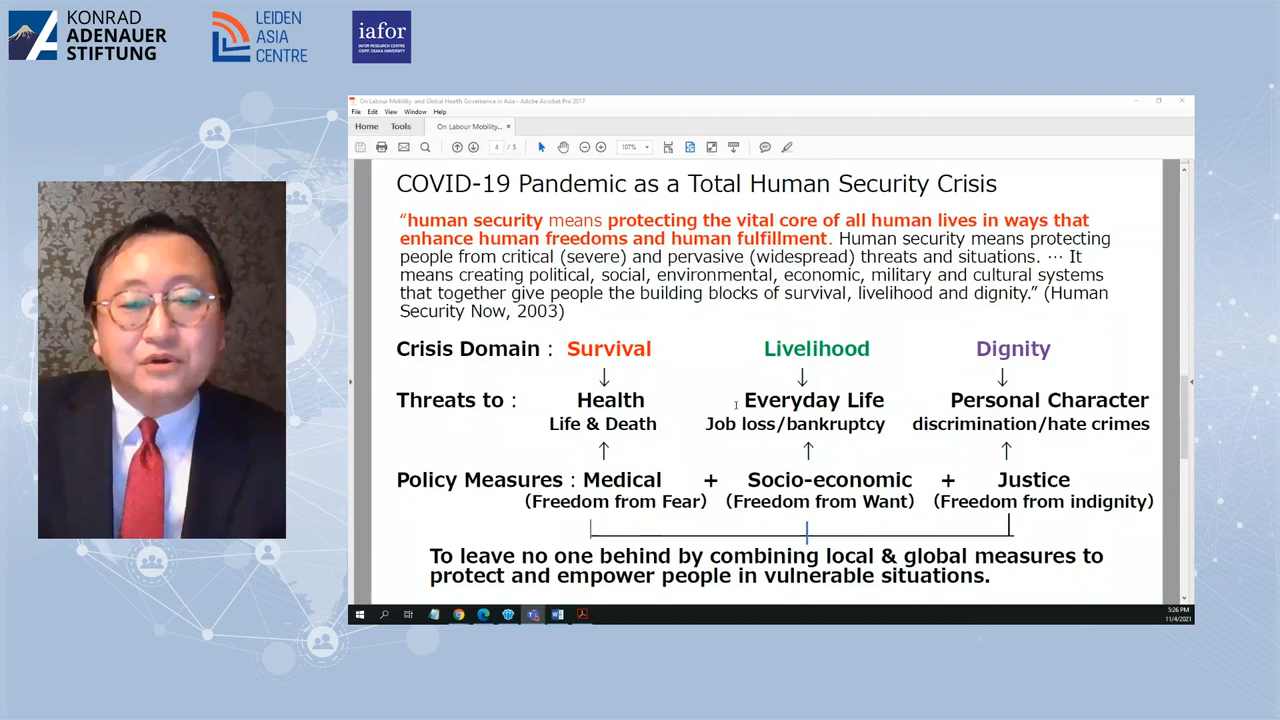 KONRAD
ADENAUER
STIFTUNG
LEIDEN
ASIA
CENTRE
iafor
IAFOR RESEARCH CENTRE
OSIPP, OSAKA UNIVERSITY
On Labour Mobility and Global Health Governance in Asia - Adobe Acrobat Pro 2017
File Edit View Window Help
Home Tools On Labour Mobility... ×
4 / 5 107%
COVID-19 Pandemic as a Total Human Security Crisis
“human security means protecting the vital core of all human lives in ways that
enhance human freedoms and human fulfillment. Human security means protecting
people from critical (severe) and pervasive (widespread) threats and situations. ··· It
means creating political, social, environmental, economic, military and cultural systems
that together give people the building blocks of survival, livelihood and dignity.” (Human
Security Now, 2003)
Crisis Domain : Survival Livelihood Dignity
↓ ↓ ↓
Threats to : Health Everyday Life Personal Character
Life & Death Job loss/bankruptcy discrimination/hate crimes
↑ ↑ ↑
Policy Measures : Medical + Socio-economic + Justice
(Freedom from Fear) (Freedom from Want) (Freedom from indignity)
To leave no one behind by combining local & global measures to
protect and empower people in vulnerable situations.
5:26 PM
11/4/2021